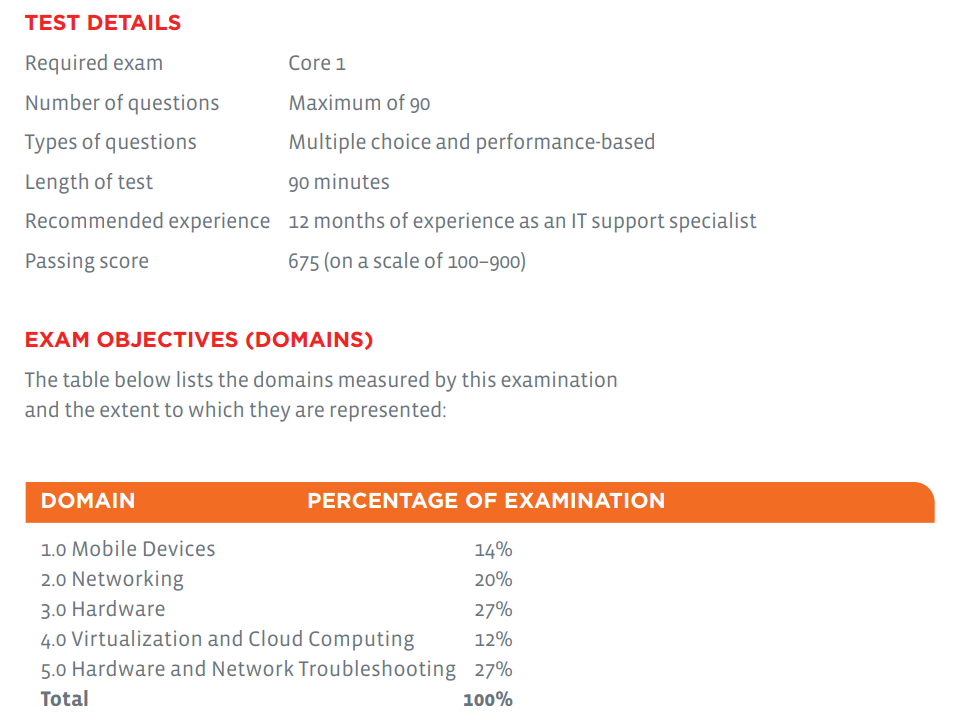 TEST DETAILS
Required exam Core 1
Number of questions Maximum of 90
Types of questions Multiple choice and performance-based
Length of test 90 minutes
Recommended experience 12 months of experience as an IT support specialist
Passing score 675 (on a scale of 100–900)
EXAM OBJECTIVES (DOMAINS)
The table below lists the domains measured by this examination
and the extent to which they are represented:
DOMAIN PERCENTAGE OF EXAMINATION
1.0 Mobile Devices 14%
2.0 Networking 20%
3.0 Hardware 27%
4.0 Virtualization and Cloud Computing 12%
5.0 Hardware and Network Troubleshooting 27%
Total 100%